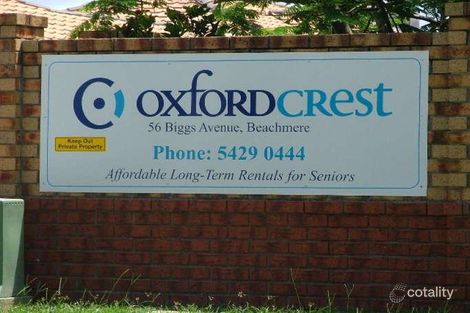 OXFORDCREST
56 Biggs Avenue, Beachmere
Keep Out
Private Property
Phone: 5429 0444
Affordable Long-Term Rentals for Seniors
cotality